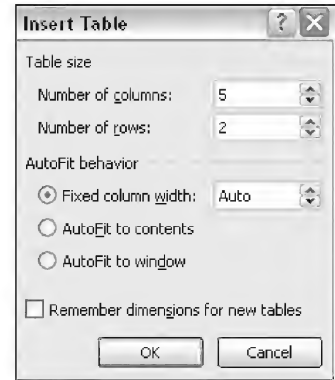 Insert Table
Table size
Number of columns: 5
Number of rows: 2
AutoFit behavior
Fixed column width: Auto
AutoFit to contents
AutoFit to window
Remember dimensions for new tables
OK Cancel